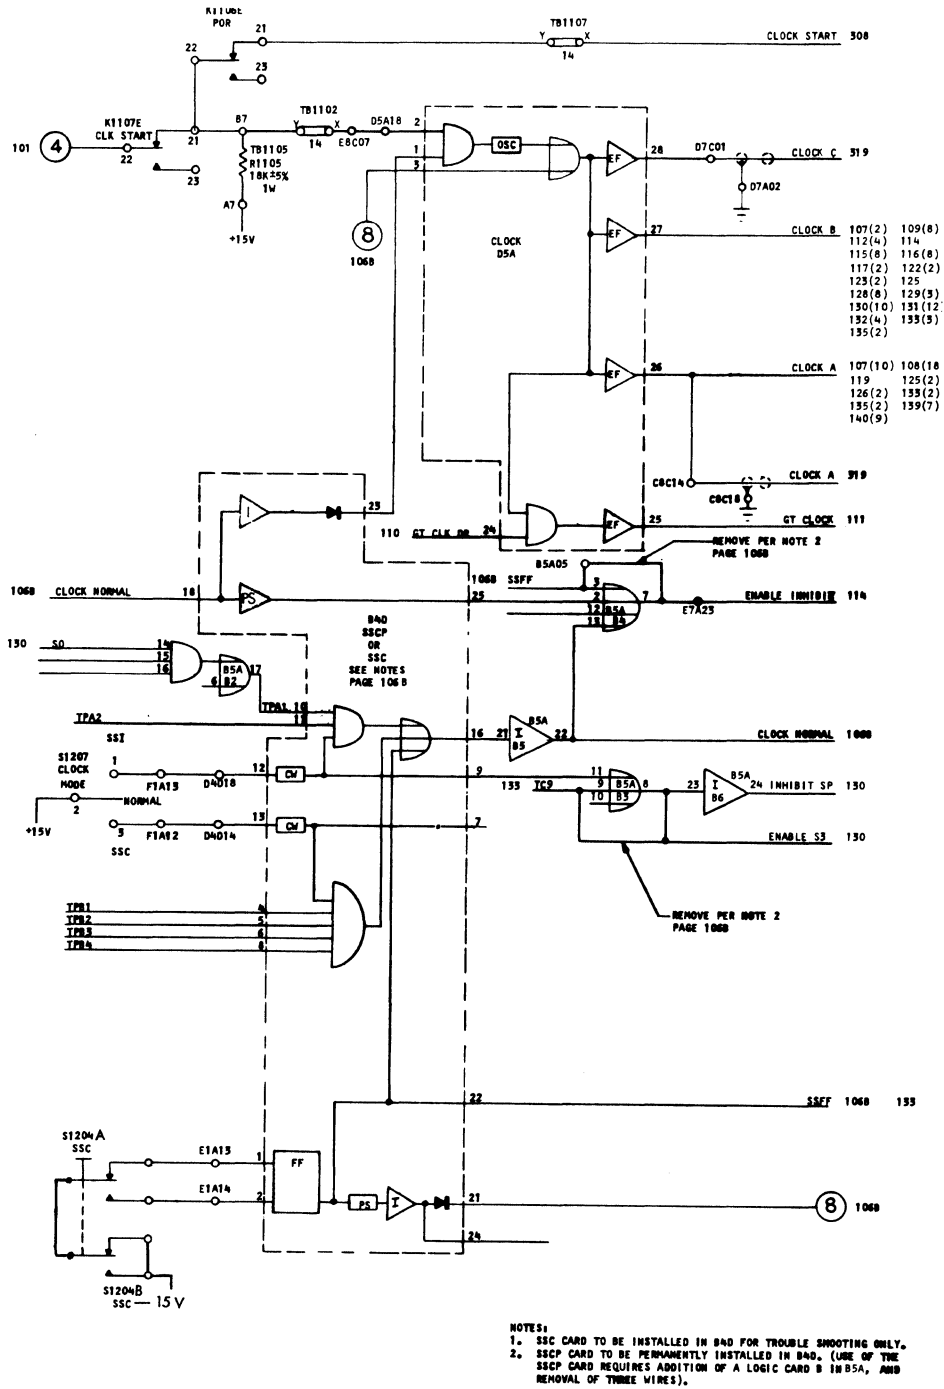 K1106E
POR
21
TB1107
Y X
14
CLOCK START 308
22
23
K1107E
CLK START
101 4
22
21
23
B7
TB1105
R1105
18K±5%
1W
A7
+15V
TB1102
Y X
14
E8C07
D5A18
2
1
3
8
106B
OSC
CLOCK
D5A
EF
28
D7C01
CLOCK C 319
D7A02
EF
27
CLOCK B 107(2) 109(8)
112(4) 114
115(8) 116(8)
117(2) 122(2)
123(2) 125
128(8) 129(3)
130(10) 131(12)
132(4) 133(3)
135(2)
EF
26
CLOCK A 107(10) 108(18
119 125(2)
126(2) 133(2)
135(2) 139(7)
140(9)
C8C14
CLOCK A 319
C8C18
110 GT CLK DR 24
EF
25
GT CLOCK 111
REMOVE PER NOTE 2
PAGE 106B
I
23
106B CLOCK NORMAL 18
PS
25
B4D
SSCP
OR
SSC
SEE NOTES
PAGE 106B
B5A05
106B SSFF 3
2
12
13
B5A
B4
7
E7A23
ENABLE INHIBIT 114
130 S0 14
15
16
B5A
6 B2
17
TPA1 10
TPA2 11
16
21
I
B5
B5A
22
CLOCK NORMAL 106B
SSI
S1207
CLOCK
MODE
1
2
NORMAL
+15V
3
SSC
F1A13
D4D18
12
CW
9
F1A12
D4D14
13
CW
7
133 TC9
11
9
10
B5A
B3
8
23
I
B6
B5A
24 INHIBIT SP 130
ENABLE S3 130
REMOVE PER NOTE 2
PAGE 106B
TPB1 4
TPB2 5
TPB3 6
TPB4 8
22
SSFF 106B 133
S1204A
SSC
E1A13
1
E1A14
2
FF
PS
I
21
8 106B
24
S1204B
SSC — 15 V
NOTES:
1. SSC CARD TO BE INSTALLED IN B4D FOR TROUBLE SHOOTING ONLY.
2. SSCP CARD TO BE PERMANENTLY INSTALLED IN B4D. (USE OF THE
SSCP CARD REQUIRES ADDITION OF A LOGIC CARD B IN B5A, AND
REMOVAL OF THREE WIRES).